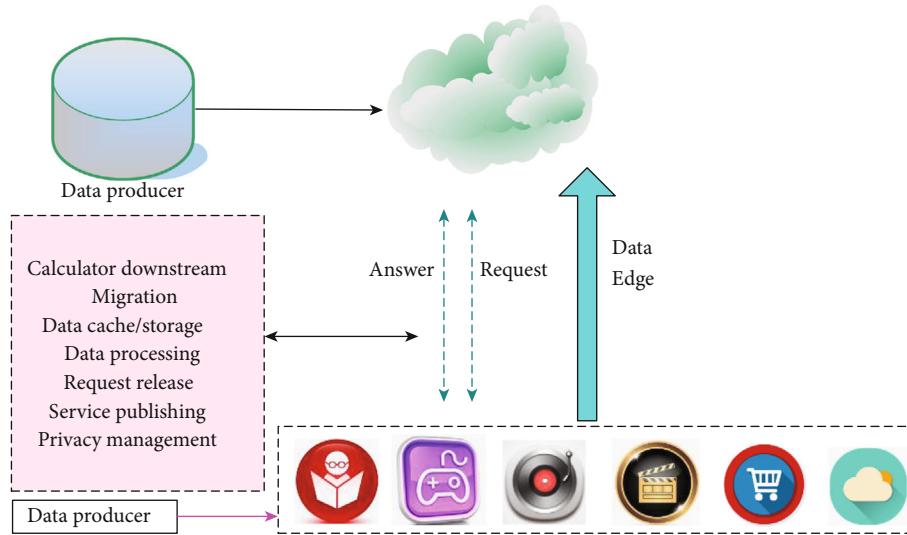 Data producer
Calculator downstream
Migration
Data cache/storage
Data processing
Request release
Service publishing
Privacy management
Answer
Request
Data
Edge
Data producer